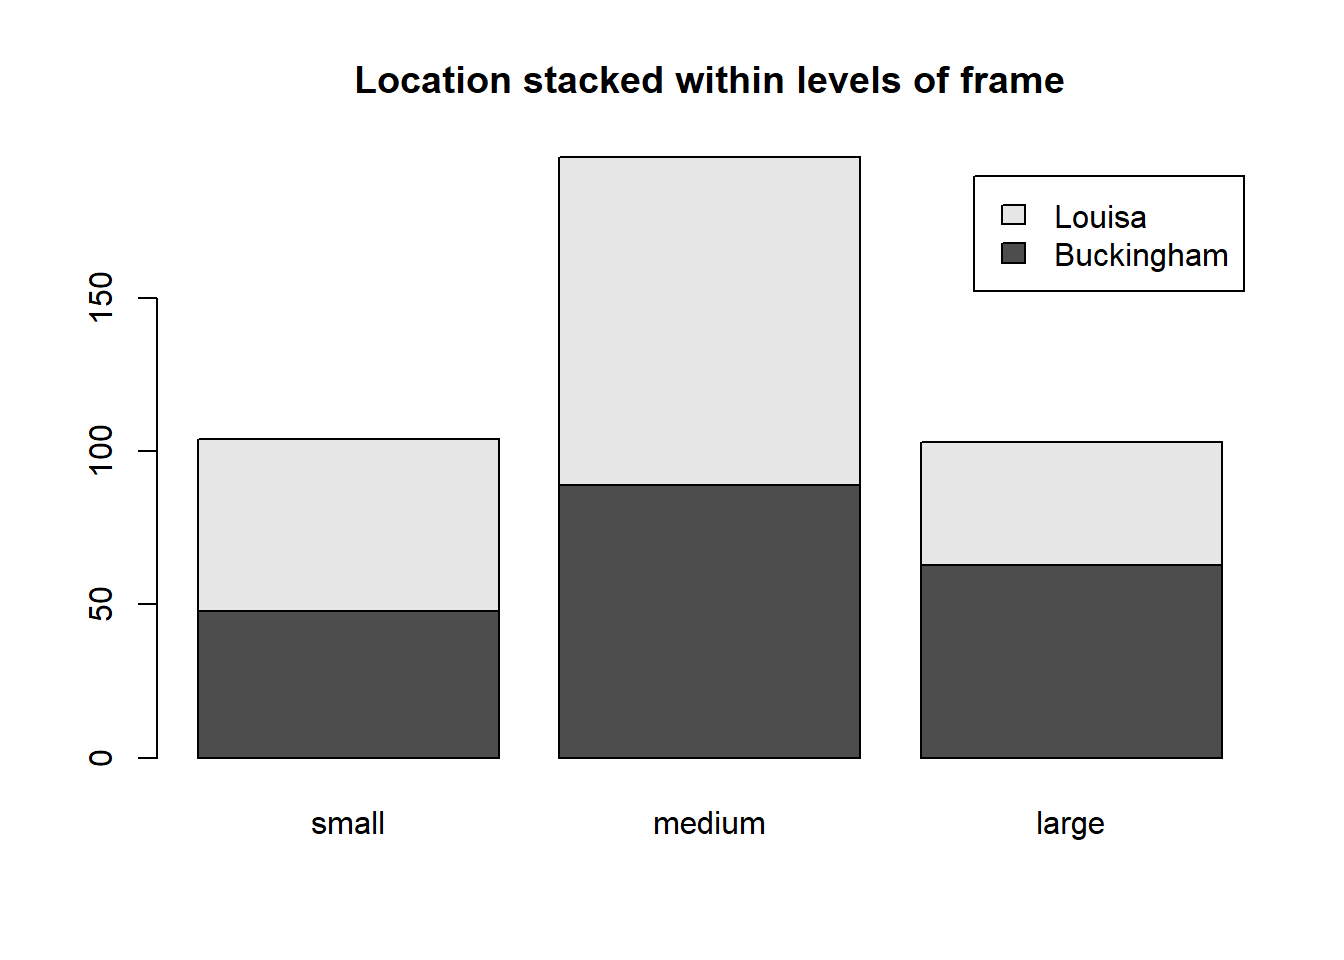 Location stacked within levels of frame
Louisa
Buckingham
150
100
50
0
small medium large